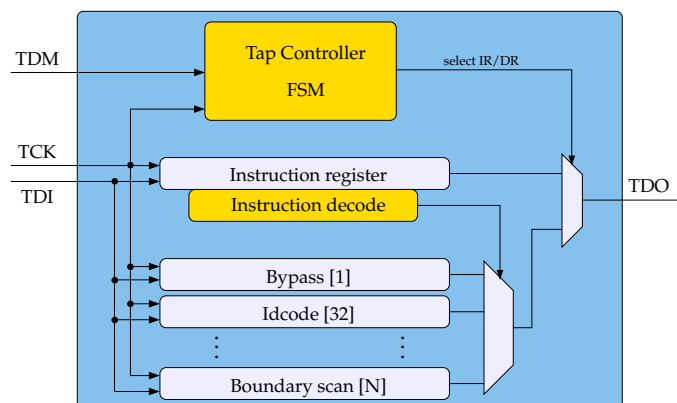 TDM
Tap Controller
FSM
select IR/DR
TCK
TDI
Instruction register
Instruction decode
TDO
Bypass [1]
Idcode [32]
Boundary scan [N]